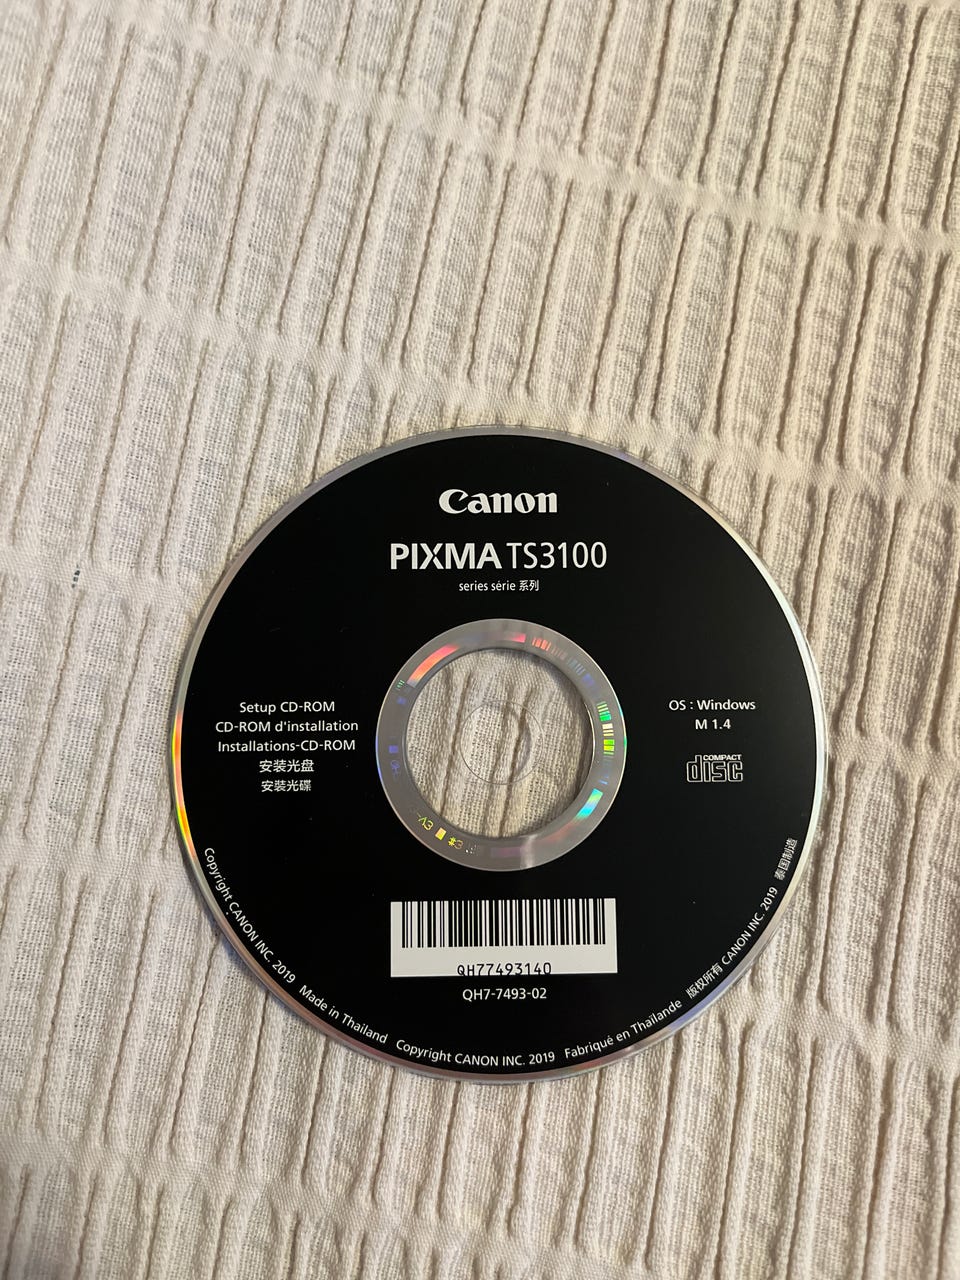 Canon
PIXMA TS3100
series série 系列
Setup CD-ROM
CD-ROM d'installation
Installations-CD-ROM
安装光盘
安裝光碟
OS : Windows
M 1.4
COMPACT
disc
QH77493140
QH7-7493-02
Copyright CANON INC. 2019 Made in Thailand Copyright CANON INC. 2019 Fabriqué en Thaïlande 版权所有 CANON INC. 2019 泰国制造